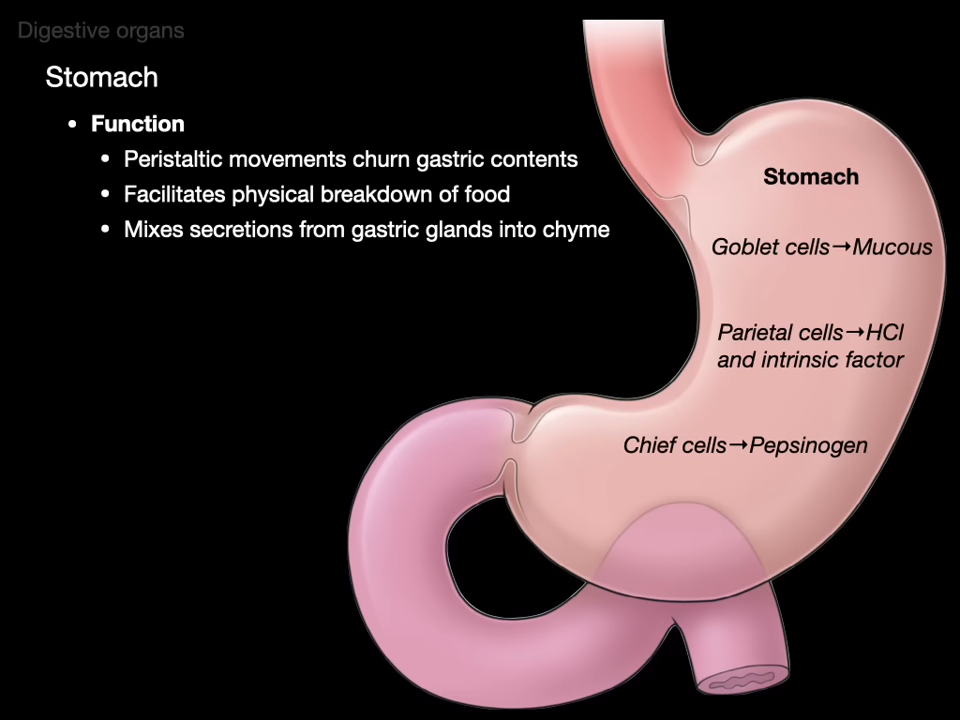 Digestive organs
Stomach
• Function
• Peristaltic movements churn gastric contents
• Facilitates physical breakdown of food
• Mixes secretions from gastric glands into chyme
Stomach
Goblet cells→Mucous
Parietal cells→HCl
and intrinsic factor
Chief cells→Pepsinogen